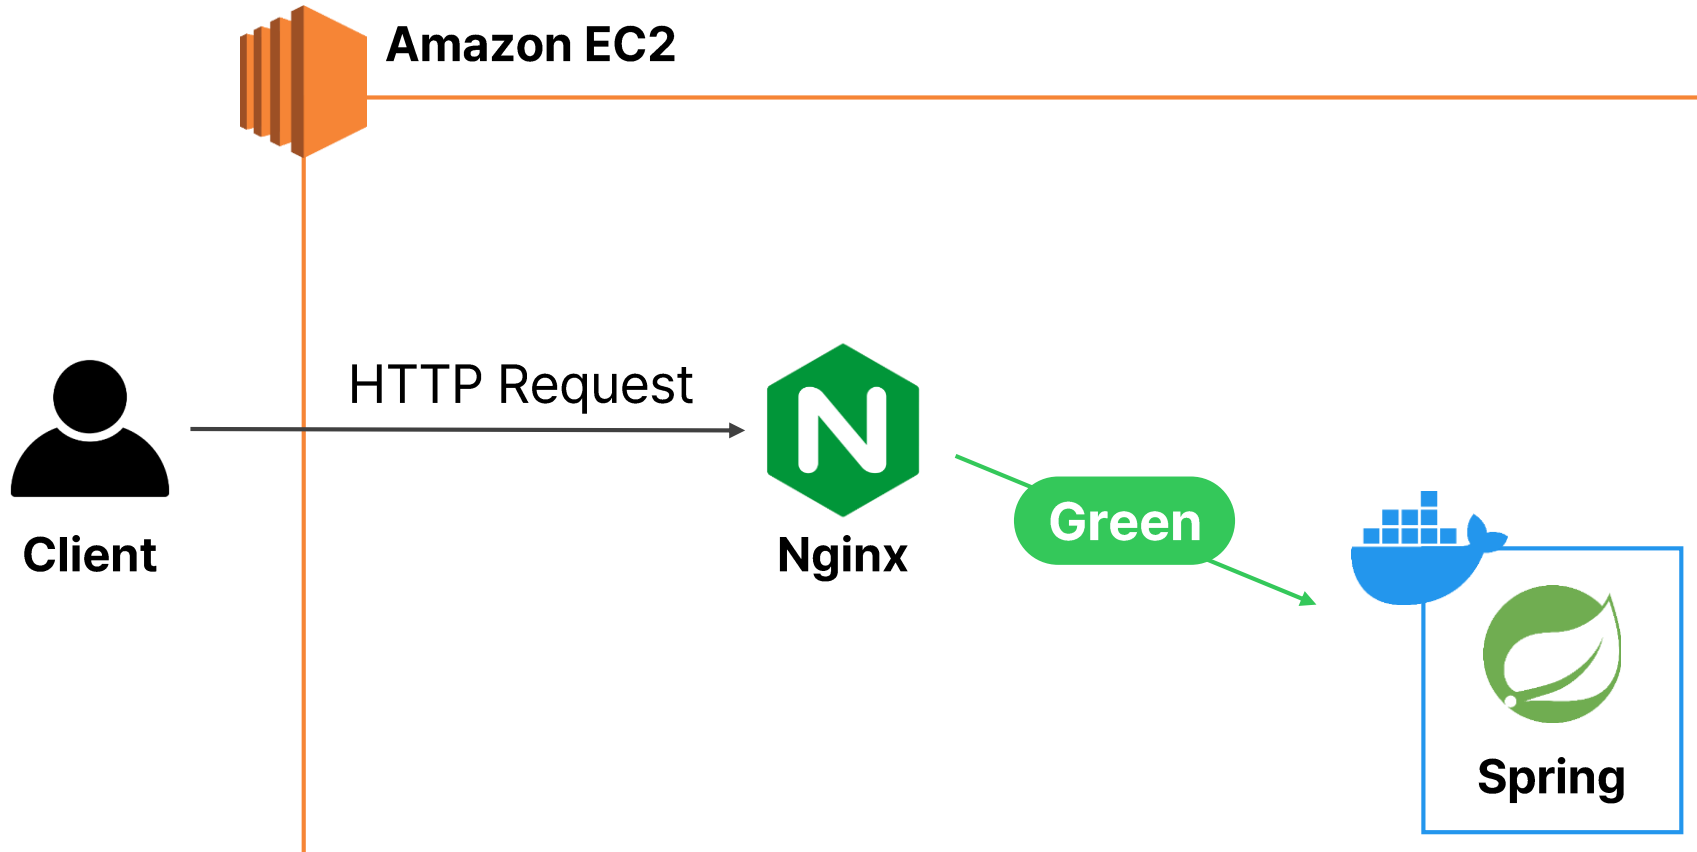 Amazon EC2
HTTP Request
Client
Nginx
Green
Spring